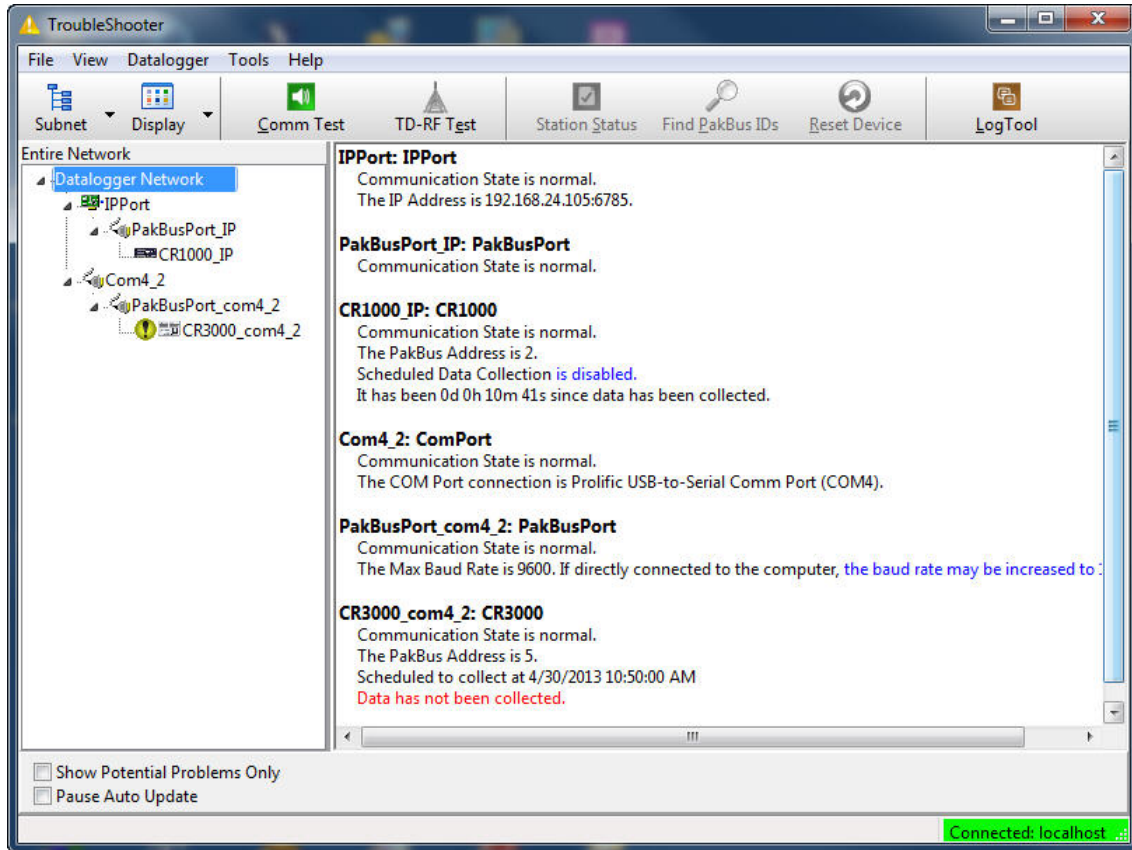 TroubleShooter
File View Datalogger Tools Help
Subnet Display Comm Test TD-RF Test Station Status Find PakBus IDs Reset Device LogTool
Entire Network
Datalogger Network
IPPort
PakBusPort_IP
CR1000_IP
Com4_2
PakBusPort_com4_2
CR3000_com4_2
IPPort: IPPort
Communication State is normal.
The IP Address is 192.168.24.105:6785.
PakBusPort_IP: PakBusPort
Communication State is normal.
CR1000_IP: CR1000
Communication State is normal.
The PakBus Address is 2.
Scheduled Data Collection is disabled.
It has been 0d 0h 10m 41s since data has been collected.
Com4_2: ComPort
Communication State is normal.
The COM Port connection is Prolific USB-to-Serial Comm Port (COM4).
PakBusPort_com4_2: PakBusPort
Communication State is normal.
The Max Baud Rate is 9600. If directly connected to the computer, the baud rate may be increased to
CR3000_com4_2: CR3000
Communication State is normal.
The PakBus Address is 5.
Scheduled to collect at 4/30/2013 10:50:00 AM
Data has not been collected.
Show Potential Problems Only
Pause Auto Update
Connected: localhost